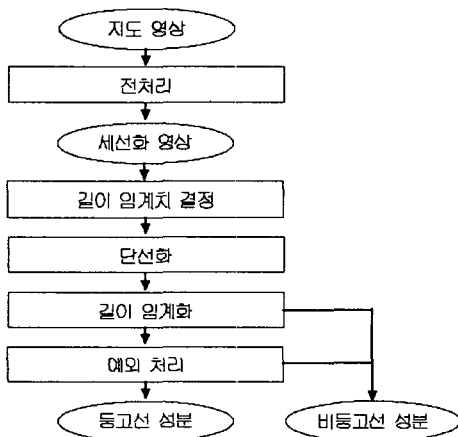 지도 영상
전처리
세선화 영상
길이 임계치 결정
단선화
길이 임계화
예외 처리
등고선 성분
비등고선 성분